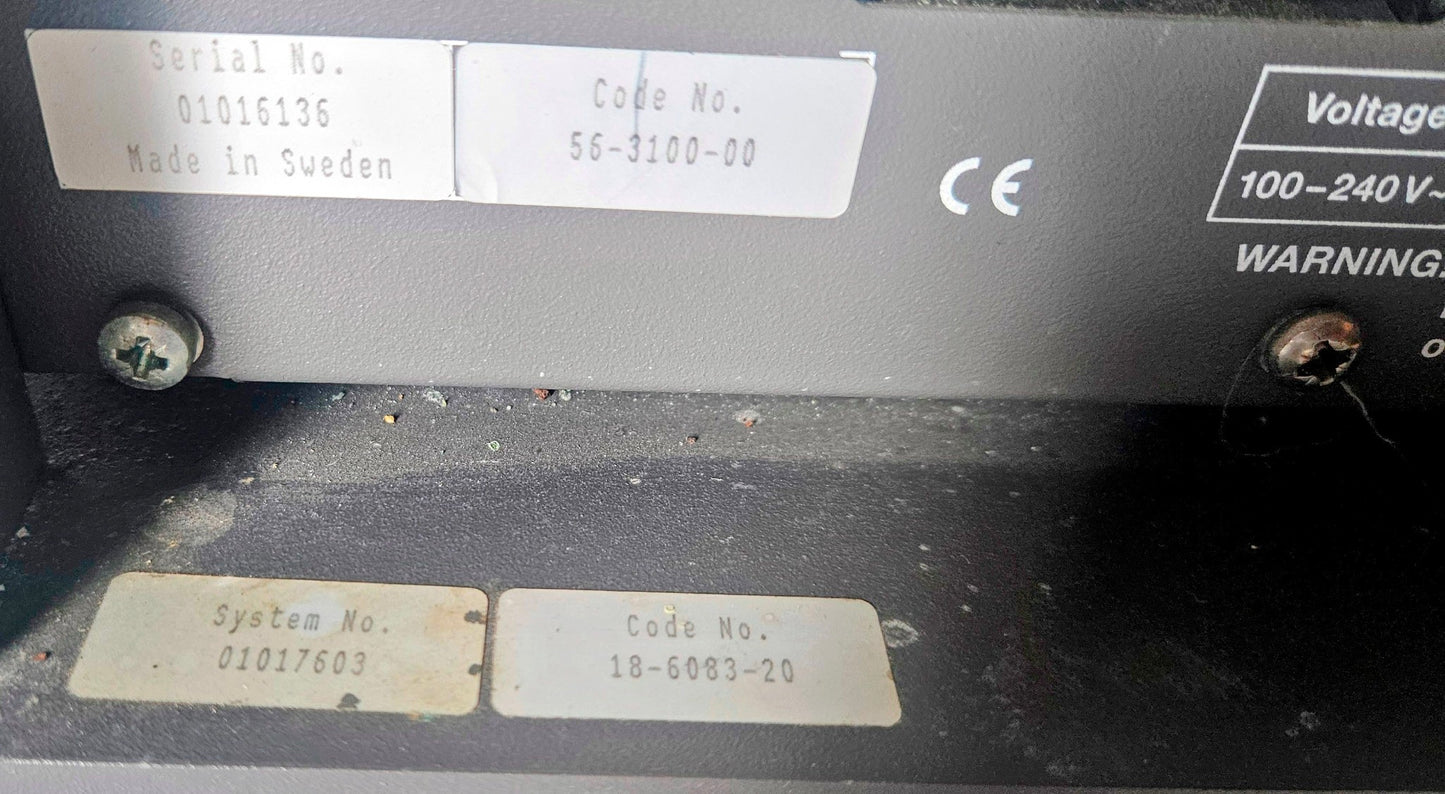 Serial No.
01016136
Made in Sweden
Code No.
56-3100-00
CE
Voltage
100-240V~
WARNING:
System No.
01017603
Code No.
18-6083-20